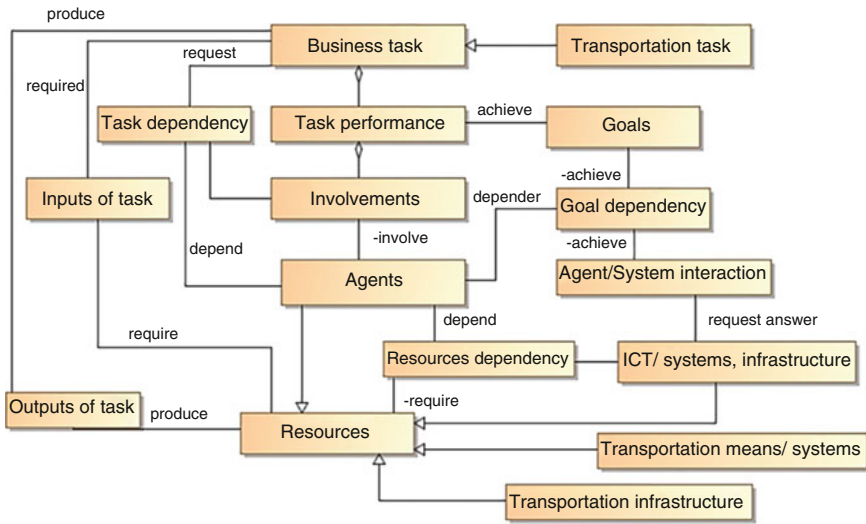 produce
Business task
Transportation task
request
required
Task dependency
Task performance
achieve
Goals
-achieve
Inputs of task
Involvements
depender
Goal dependency
depend
-involve
-achieve
Agents
Agent/System interaction
depend
request answer
require
Resources dependency
ICT/ systems, infrastructure
-require
Outputs of task
produce
Resources
Transportation means/ systems
Transportation infrastructure